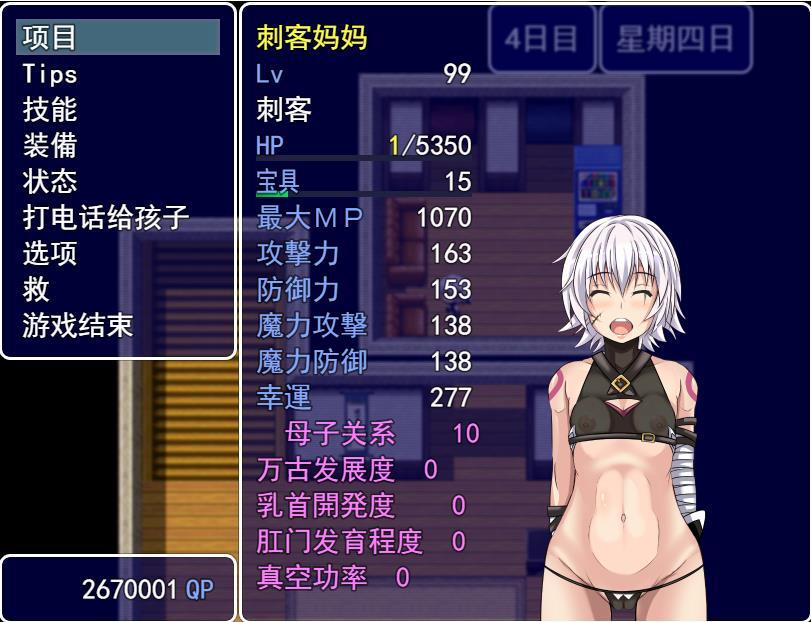 项目
Tips
技能
装備
状态
打电话给孩子
选项
救
游戏结束
2670001 QP
刺客妈妈
Lv 99
刺客
HP 1/5350
宝具 15
最大ＭＰ 1070
攻撃力 163
防御力 153
魔力攻撃 138
魔力防御 138
幸運 277
母子关系 10
万古发展度 0
乳首開発度 0
肛门发育程度 0
真空功率 0
4日目
星期四日